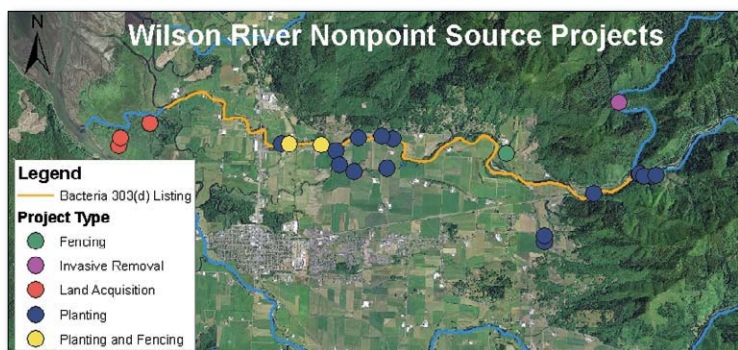 Wilson River Nonpoint Source Projects
Legend
Bacteria 303(d) Listing
Project Type
Fencing
Invasive Removal
Land Acquisition
Planting
Planting and Fencing